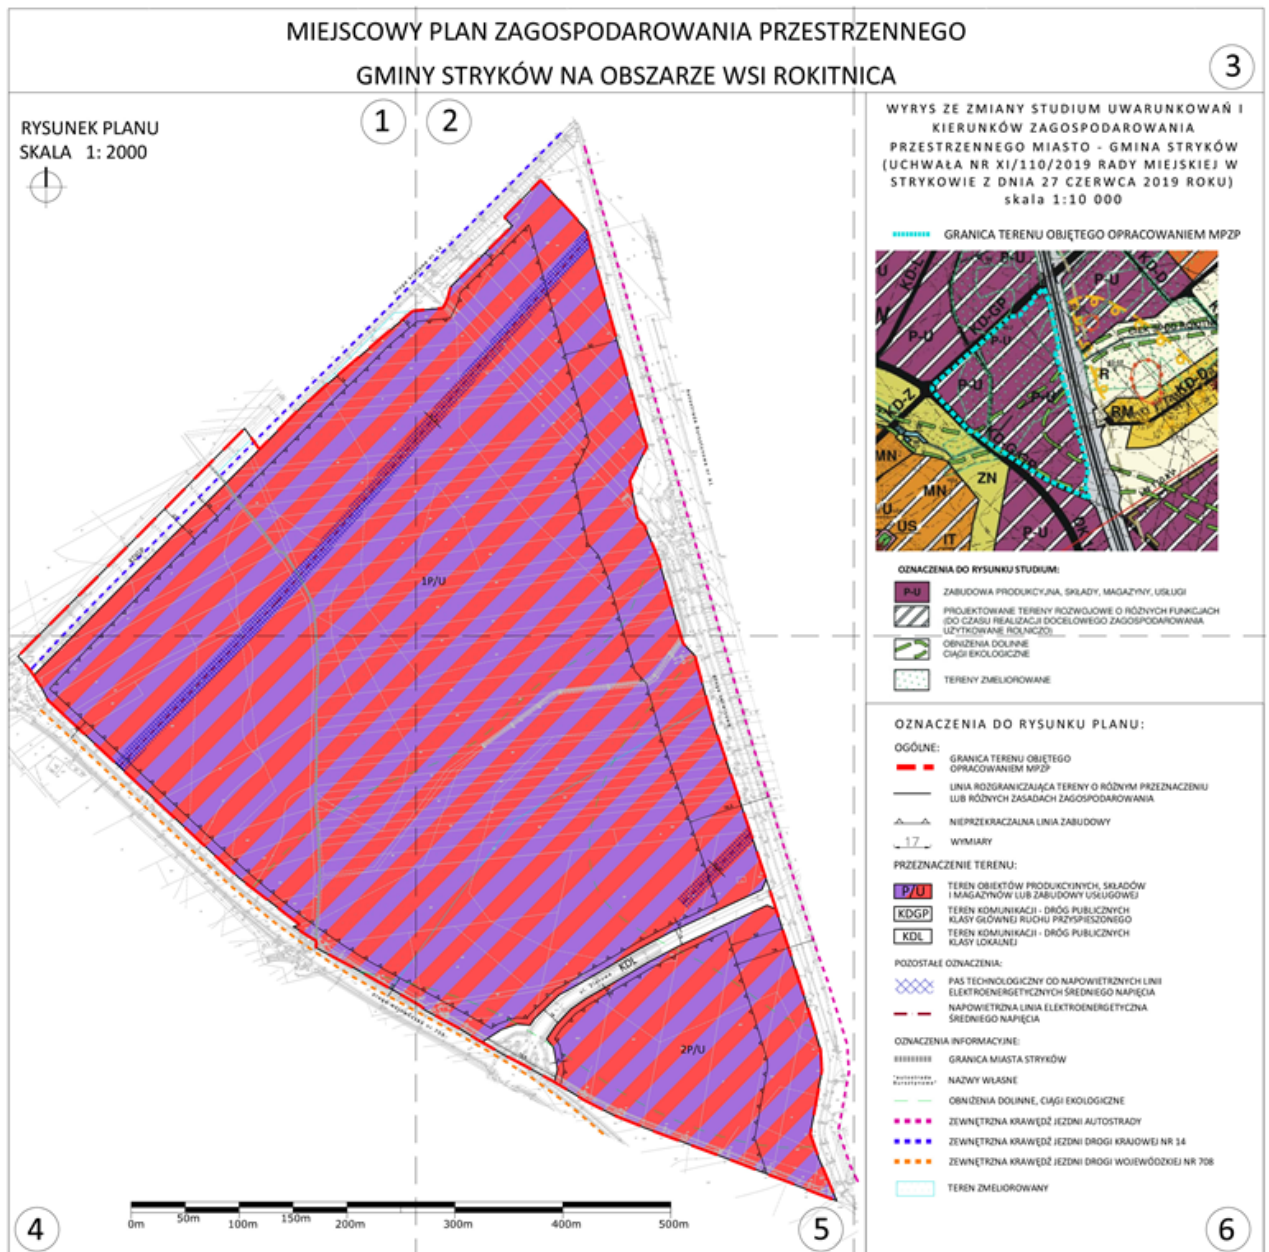 MIEJSCOWY PLAN ZAGOSPODAROWANIA PRZESTRZENNEGO
GMINY STRYKÓW NA OBSZARZE WSI ROKITNICA
3
1
2
RYSUNEK PLANU
SKALA 1: 2000
WYRYS ZE ZMIANY STUDIUM UWARUNKOWAŃ I
KIERUNKÓW ZAGOSPODAROWANIA
PRZESTRZENNEGO MIASTO - GMINA STRYKÓW
(UCHWAŁA NR XI/110/2019 RADY MIEJSKIEJ W
STRYKOWIE Z DNIA 27 CZERWCA 2019 ROKU)
skala 1:10 000
GRANICA TERENU OBJĘTEGO OPRACOWANIEM MPZP
P-U
KD-L
KD-D
P-U
KD-GP
P-U
P-U
P-U
P-U
R
KD-Z
KD-D
RM
MN
ZN
MN
U
US
IT
P-U
OZNACZENIA DO RYSUNKU STUDIUM:
P-U
ZABUDOWA PRODUKCYJNA, SKŁADY, MAGAZYNY, USŁUGI
PROJEKTOWANE TERENY ROZWOJOWE O RÓŻNYCH FUNKCJACH
(DO CZASU REALIZACJI DOCELOWEGO ZAGOSPODAROWANIA
UŻYTKOWANE ROLNICZO)
OBNIŻENIA DOLINNE
CIĄGI EKOLOGICZNE
TERENY ZMELIOROWANE
1P/U
KDL
2P/U
OZNACZENIA DO RYSUNKU PLANU:
OGÓLNE:
GRANICA TERENU OBJĘTEGO
OPRACOWANIEM MPZP
LINIA ROZGRANICZAJĄCA TERENY O RÓŻNYM PRZEZNACZENIU
LUB RÓŻNYCH ZASADACH ZAGOSPODAROWANIA
NIEPRZEKRACZALNA LINIA ZABUDOWY
17
WYMIARY
PRZEZNACZENIE TERENU:
P/U
TEREN OBIEKTÓW PRODUKCYJNYCH, SKŁADÓW
I MAGAZYNÓW LUB ZABUDOWY USŁUGOWEJ
KDGP
TEREN KOMUNIKACJI - DRÓG PUBLICZNYCH
KLASY GŁÓWNEJ RUCHU PRZYSPIESZONEGO
KDL
TEREN KOMUNIKACJI - DRÓG PUBLICZNYCH
KLASY LOKALNEJ
POZOSTAŁE OZNACZENIA:
PAS TECHNOLOGICZNY OD NAPOWIETRZNYCH LINII
ELEKTROENERGETYCZNYCH ŚREDNIEGO NAPIĘCIA
NAPOWIETRZNA LINIA ELEKTROENERGETYCZNA
ŚREDNIEGO NAPIĘCIA
OZNACZENIA INFORMACYJNE:
GRANICA MIASTA STRYKÓW
"autostrada
Bursztynowa"
NAZWY WŁASNE
OBNIŻENIA DOLINNE, CIĄGI EKOLOGICZNE
ZEWNĘTRZNA KRAWĘDŹ JEZDNI AUTOSTRADY
ZEWNĘTRZNA KRAWĘDŹ JEZDNI DROGI KRAJOWEJ NR 14
ZEWNĘTRZNA KRAWĘDŹ JEZDNI DROGI WOJEWÓDZKIEJ NR 708
TEREN ZMELIOROWANY
0m 50m 100m 150m 200m 300m 400m 500m
4
5
6